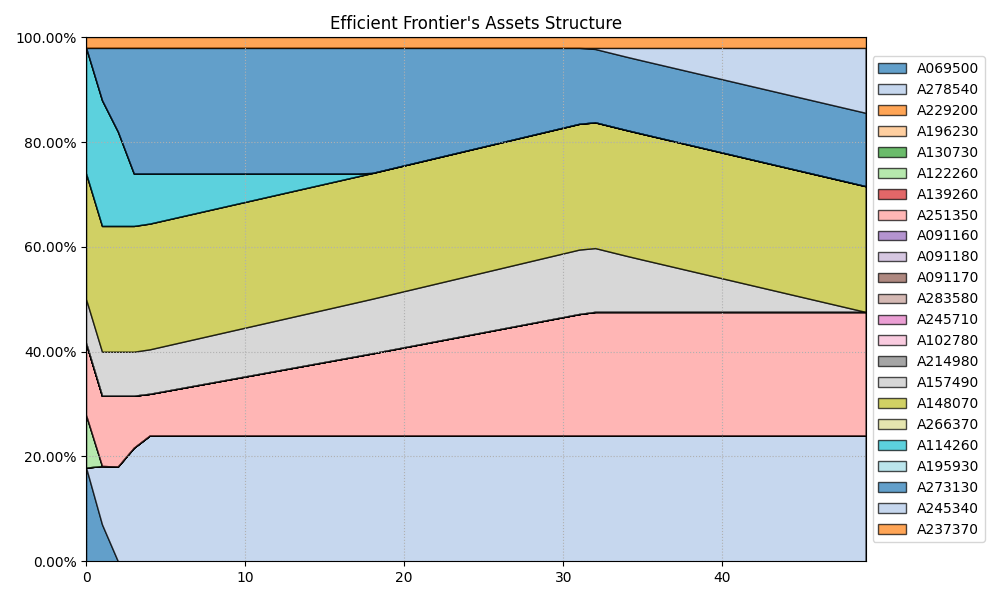 Efficient Frontier's Assets Structure
100.00%
80.00%
60.00%
40.00%
20.00%
0.00%
0
10
20
30
40
A069500
A278540
A229200
A196230
A130730
A122260
A139260
A251350
A091160
A091180
A091170
A283580
A245710
A102780
A214980
A157490
A148070
A266370
A114260
A195930
A273130
A245340
A237370